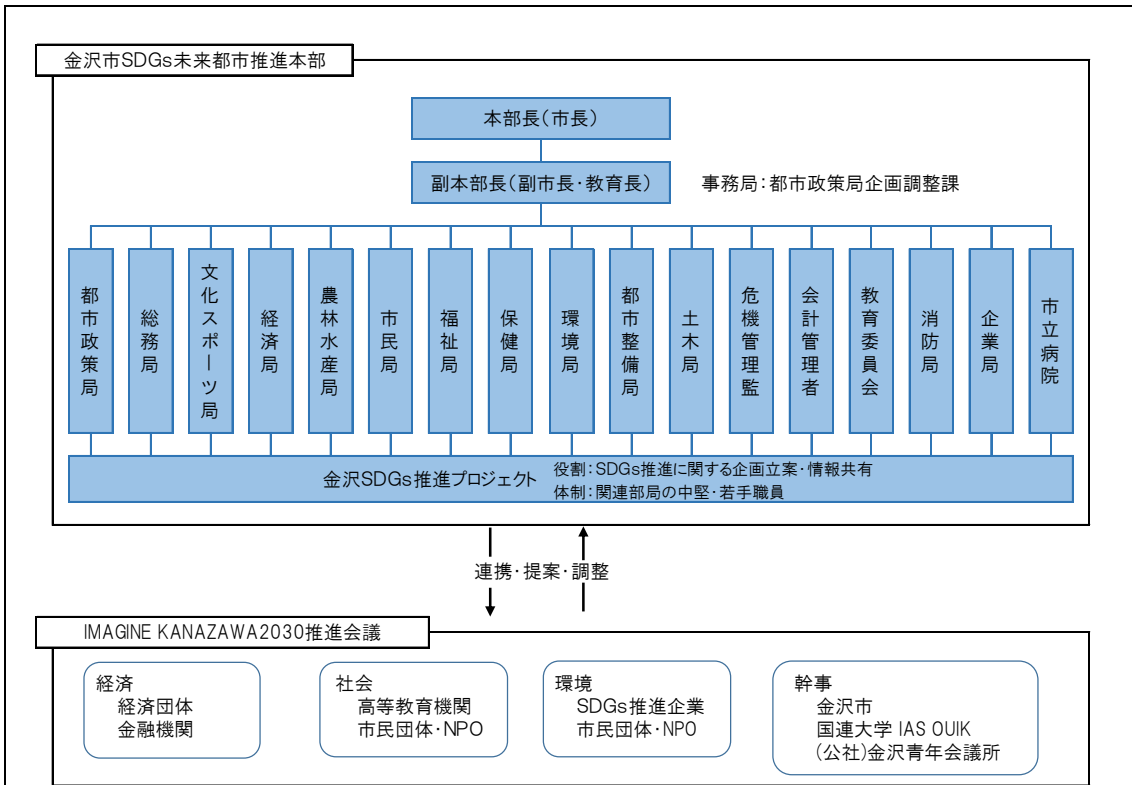 金沢市SDGs未来都市推進本部
本部長(市長)
副本部長(副市長・教育長)
事務局:都市政策局企画調整課
都市政策局
総務局
文化スポーツ局
経済局
農林水産局
市民局
福祉局
保健局
環境局
都市整備局
土木局
危機管理監
会計管理者
教育委員会
消防局
企業局
市立病院
金沢SDGs推進プロジェクト
役割:SDGs推進に関する企画立案・情報共有
体制:関連部局の中堅・若手職員
連携・提案・調整
IMAGINE KANAZAWA2030推進会議
経済
経済団体
金融機関
社会
高等教育機関
市民団体・NPO
環境
SDGs推進企業
市民団体・NPO
幹事
金沢市
国連大学 IAS OUIK
(公社)金沢青年会議所